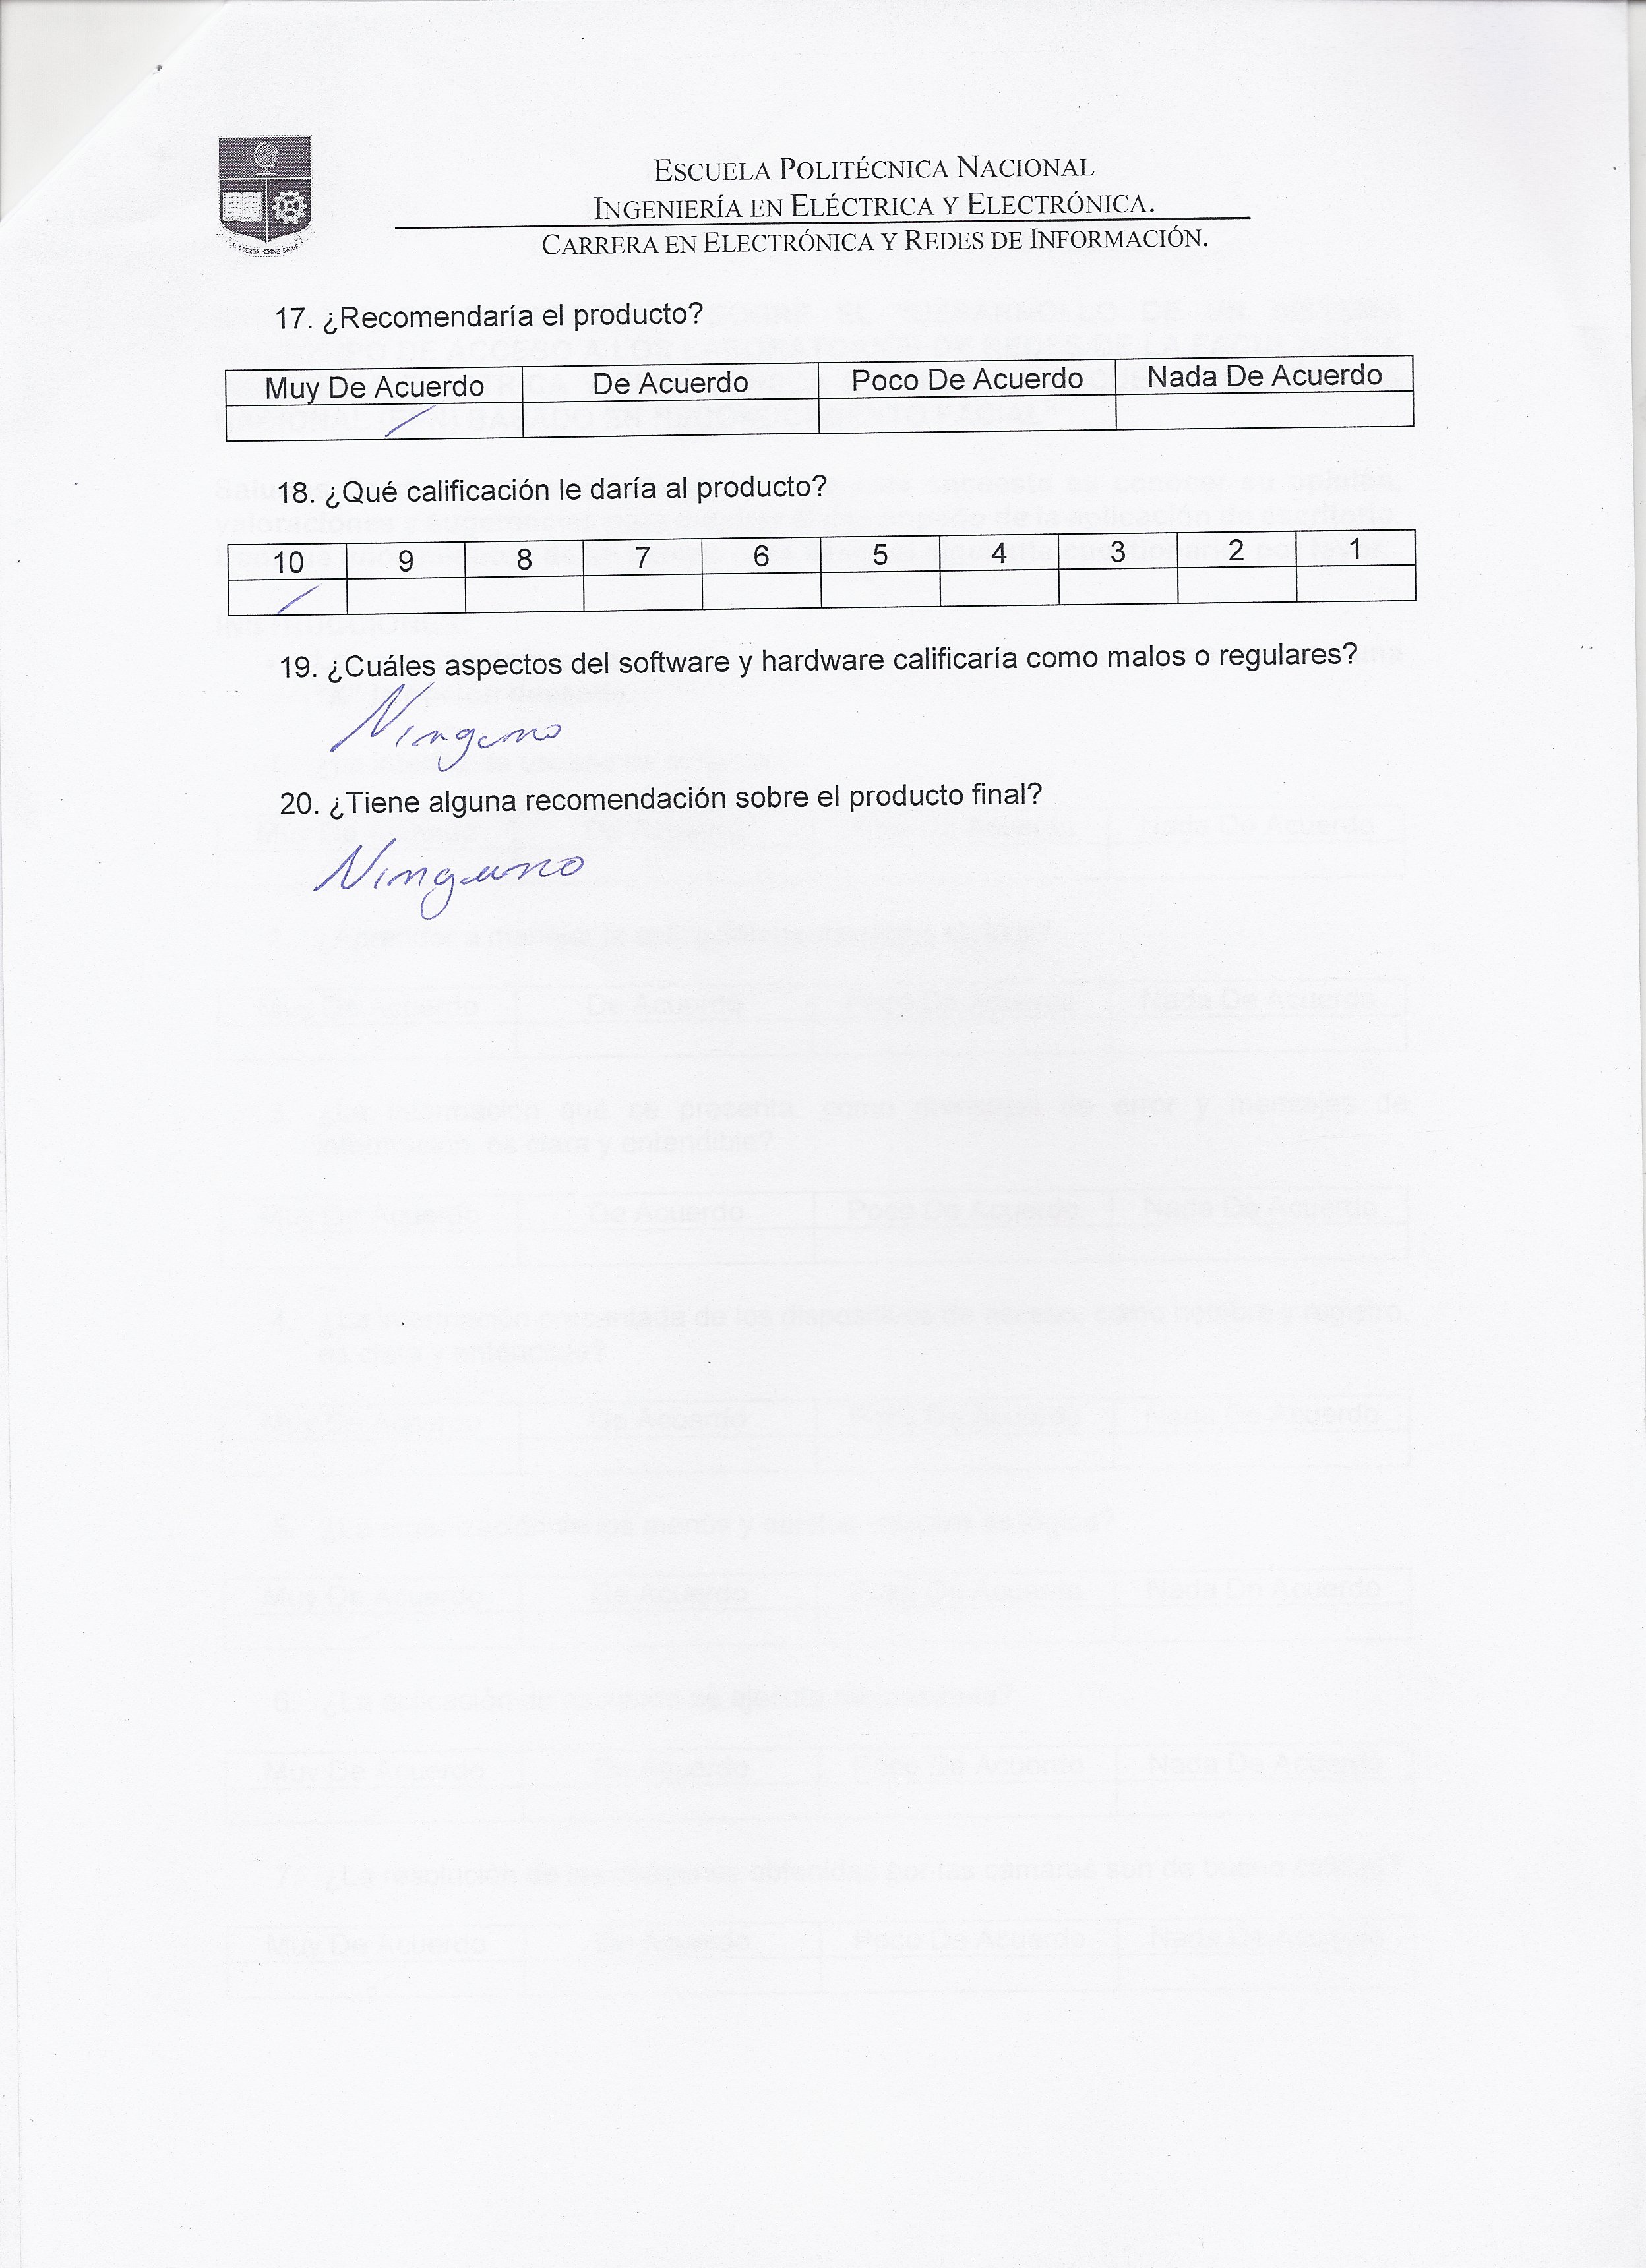 ESCUELA POLITÉCNICA NACIONAL
INGENIERÍA EN ELÉCTRICA Y ELECTRÓNICA.
CARRERA EN ELECTRÓNICA Y REDES DE INFORMACIÓN.
17. ¿Recomendaría el producto?
Muy De Acuerdo De Acuerdo Poco De Acuerdo Nada De Acuerdo
18. ¿Qué calificación le daría al producto?
10 9 8 7 6 5 4 3 2 1
19. ¿Cuáles aspectos del software y hardware calificaría como malos o regulares?
Ninguno
20. ¿Tiene alguna recomendación sobre el producto final?
Ninguno